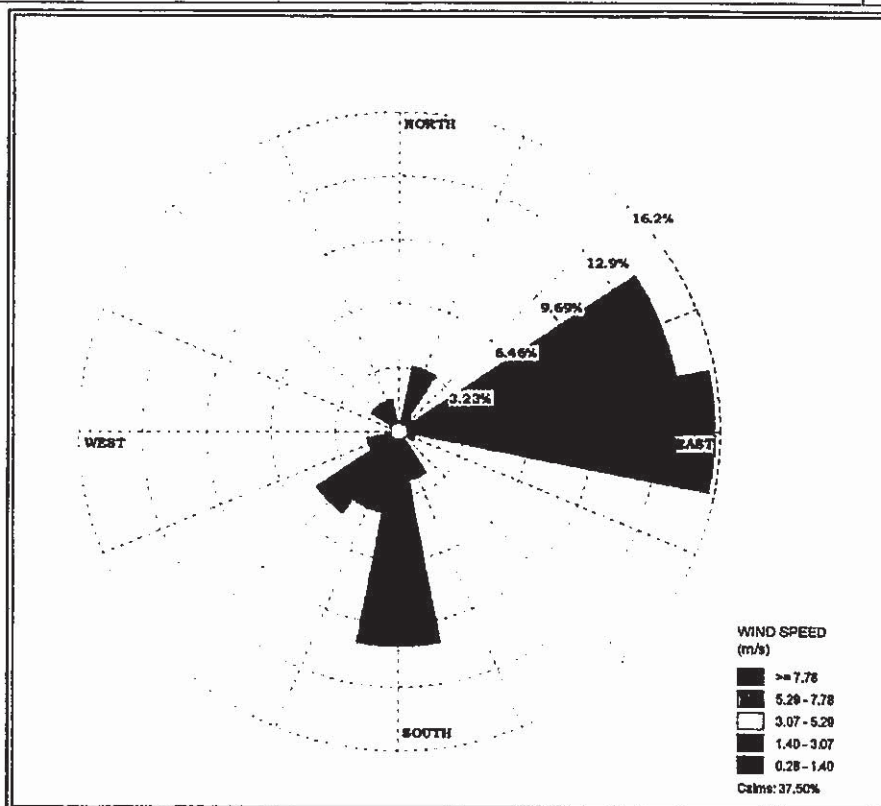 NORTH
16.2%
12.9%
9.69%
6.46%
3.23%
WEST
EAST
SOUTH
WIND SPEED
(m/s)
>= 7.78
5.29 - 7.78
3.07 - 5.29
1.40 - 3.07
0.28 - 1.40
Calms: 37.50%